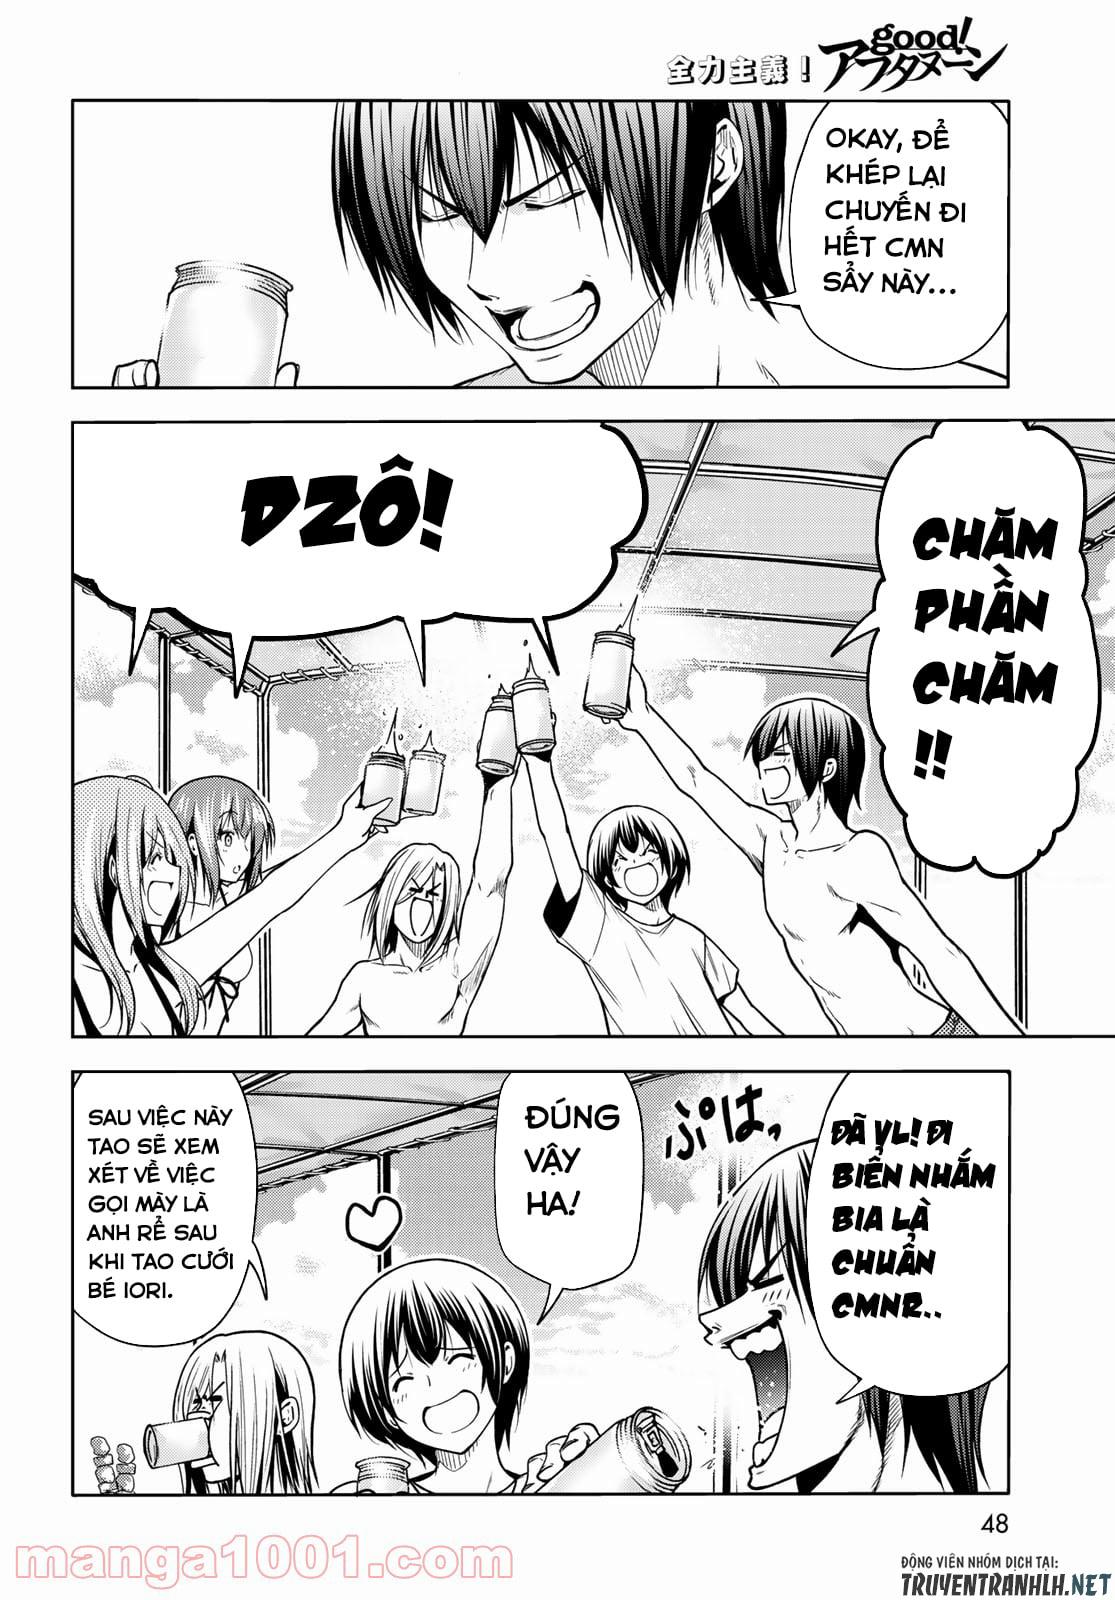 全力主義！
good!
アフタヌーン
OKAY, ĐỂ
KHÉP LẠI
CHUYẾN ĐI
HẾT CMN
SẨY NÀY...
CHĂM
PHẦN
CHĂM
!!
DZÔ!
ĐÃ VL! ĐI
BIỂN NHẮM
BIA LÀ
CHUẨN
CMNR..
ぷはっ
ĐÚNG
VẬY
HA!
SAU VIỆC NÀY
TAO SẼ XEM
XÉT VỀ VIỆC
GỌI MÀY LÀ
ANH RỂ SAU
KHI TAO CƯỚI
BÉ IORI.
48
manga1001.com
ĐỘNG VIÊN NHÓM DỊCH TẠI:
TRUYENTRANHLH.NET